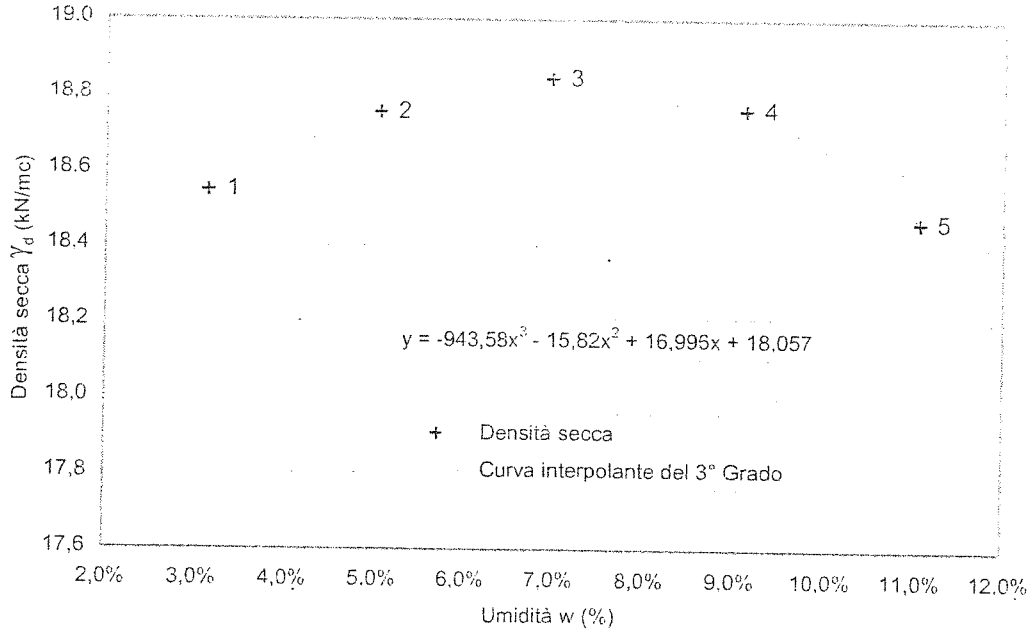 19.0
18,8
18.6
18.4
18,2
18,0
17,8
17,6
Densità secca γd (kN/mc)
+ 1
+ 2
+ 3
+ 4
+ 5
y = -943,58x³ - 15,82x² + 16,995x + 18,057
+ Densità secca
Curva interpolante del 3° Grado
2,0% 3,0% 4,0% 5.0% 6,0% 7.0% 8,0% 9,0% 10,0% 11,0% 12.0%
Umidità w (%)